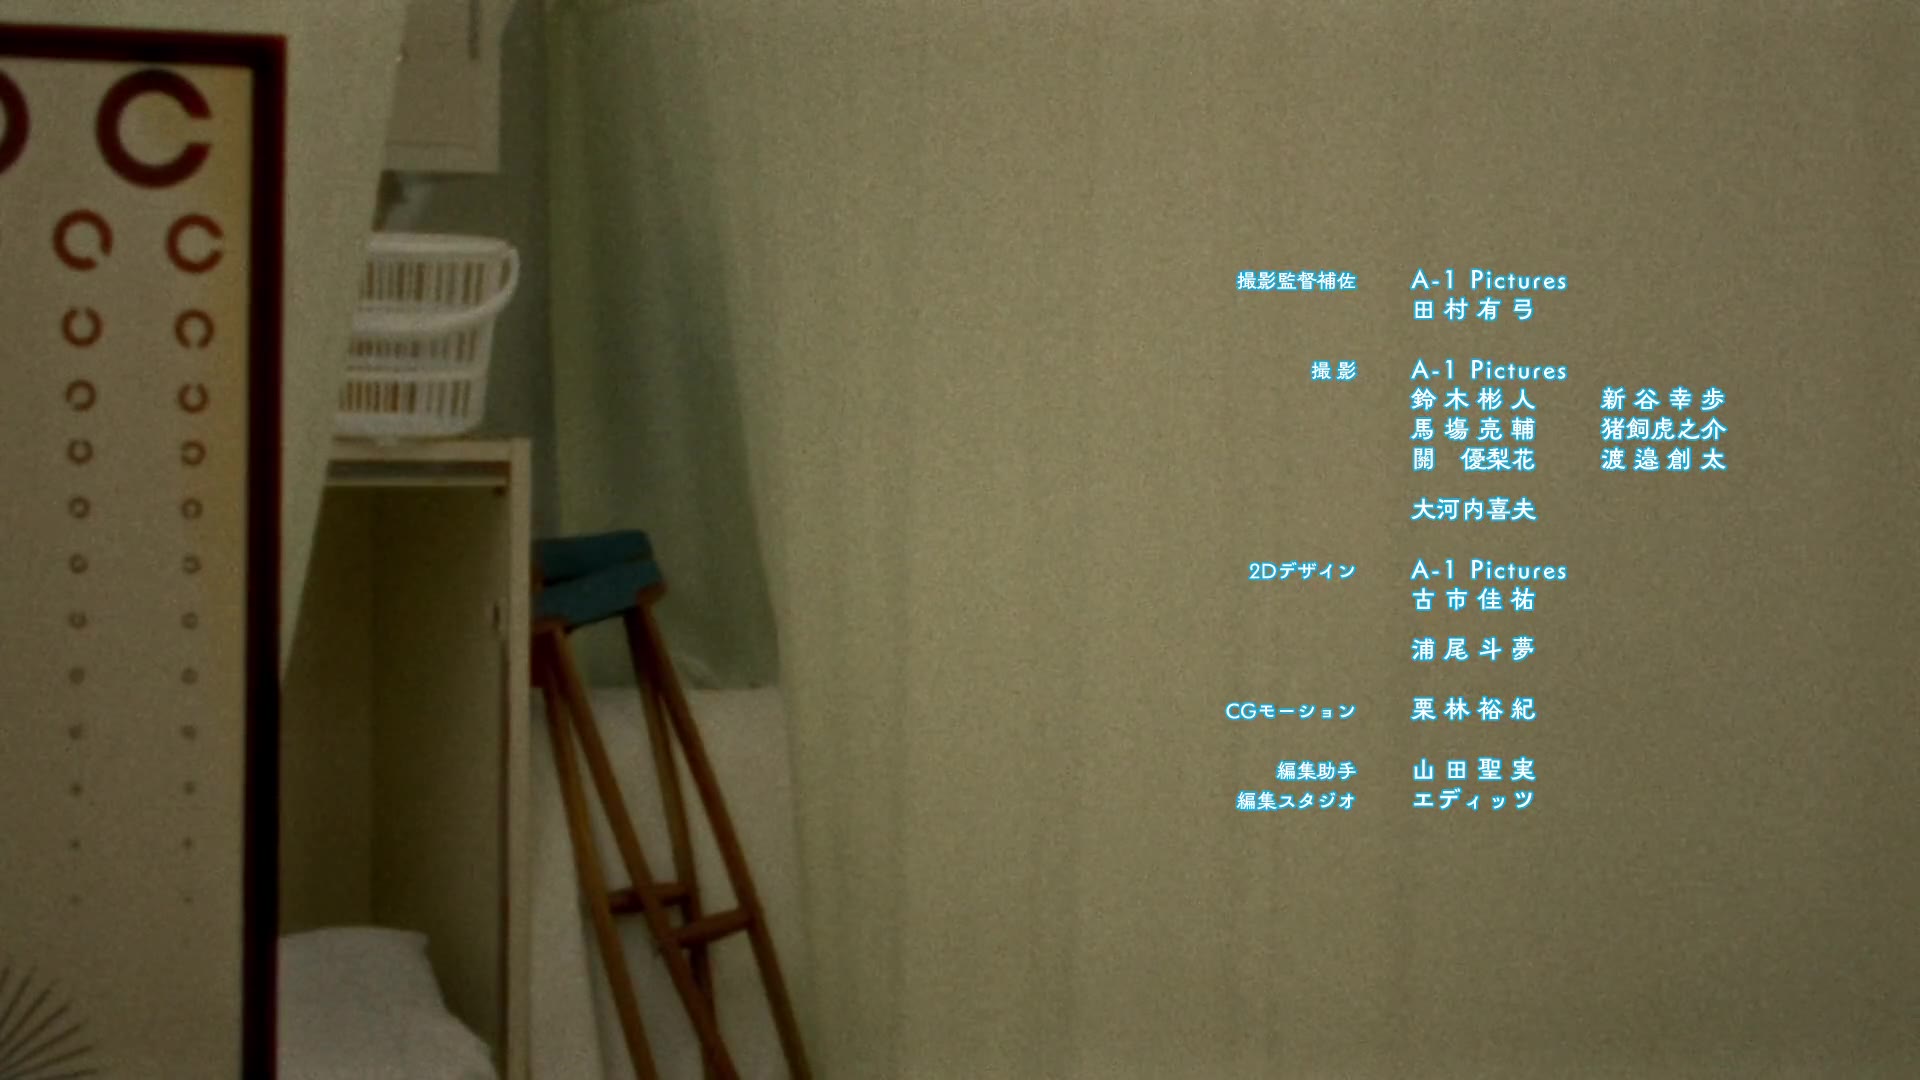 撮影監督補佐 A-1 Pictures
田村有弓
撮影 A-1 Pictures
鈴木彬人 新谷幸歩
馬塲亮輔 猪飼虎之介
關 優梨花 渡邉創太
大河内喜夫
2Dデザイン A-1 Pictures
古市佳祐
浦尾斗夢
CGモーション 栗林裕紀
編集助手 山田聖実
編集スタジオ エディッツ